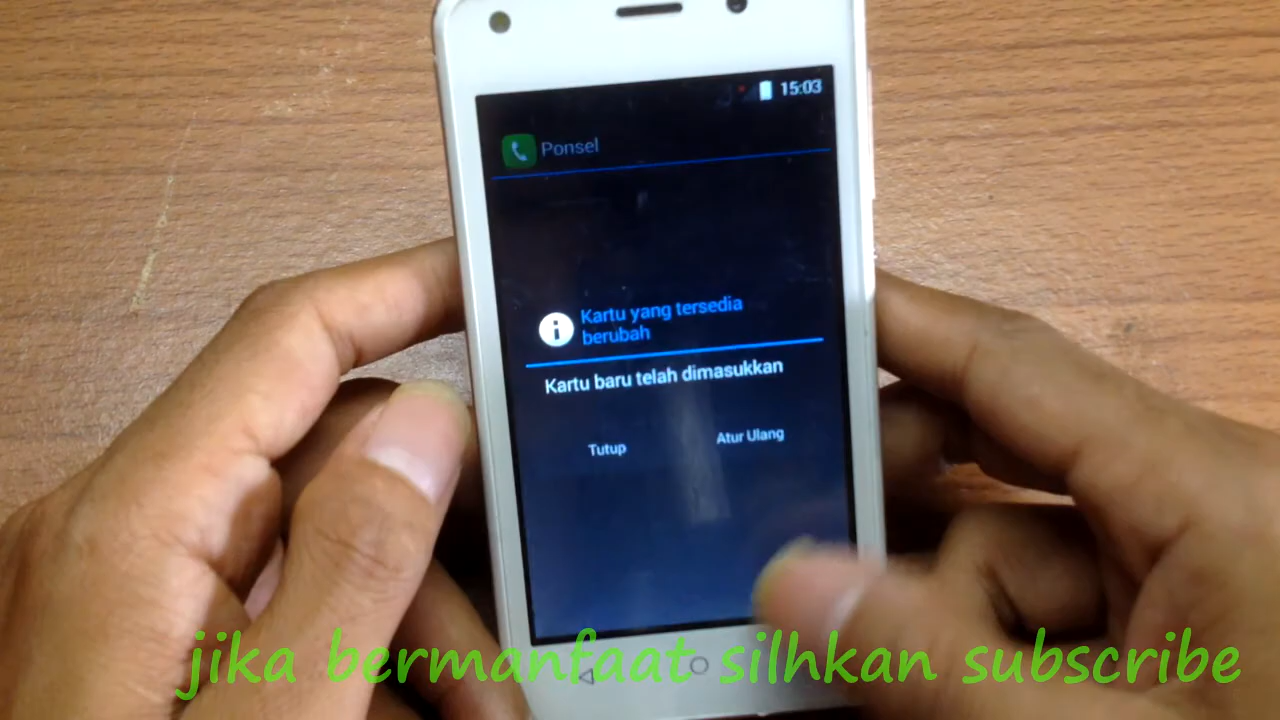 15:03
Ponsel
Kartu yang tersedia
berubah
Kartu baru telah dimasukkan
Tutup
Atur Ulang
jika bermanfaat silhkan subscribe